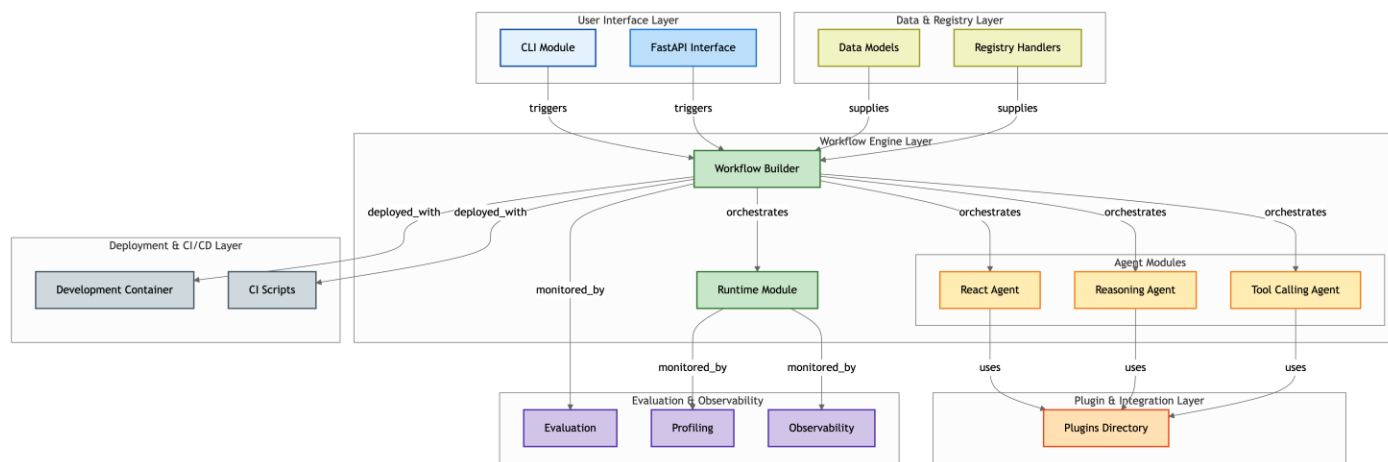 User Interface Layer
Data & Registry Layer
CLI Module
FastAPI Interface
Data Models
Registry Handlers
triggers
triggers
supplies
supplies
Workflow Engine Layer
Workflow Builder
deployed_with
deployed_with
orchestrates
orchestrates
orchestrates
orchestrates
Deployment & CI/CD Layer
Agent Modules
Development Container
CI Scripts
monitored_by
Runtime Module
React Agent
Reasoning Agent
Tool Calling Agent
monitored_by
monitored_by
uses
uses
uses
Evaluation & Observability
Plugin & Integration Layer
Evaluation
Profiling
Observability
Plugins Directory